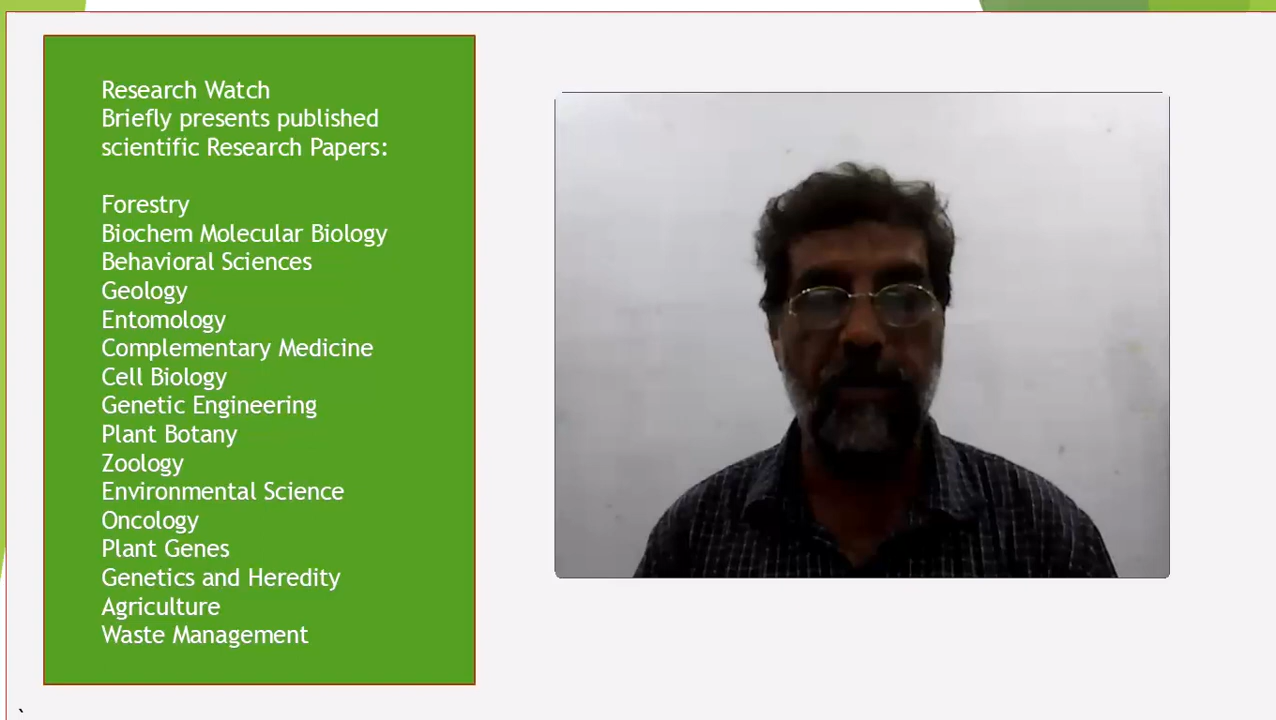 Research Watch
Briefly presents published
scientific Research Papers:
Forestry
Biochem Molecular Biology
Behavioral Sciences
Geology
Entomology
Complementary Medicine
Cell Biology
Genetic Engineering
Plant Botany
Zoology
Environmental Science
Oncology
Plant Genes
Genetics and Heredity
Agriculture
Waste Management
`